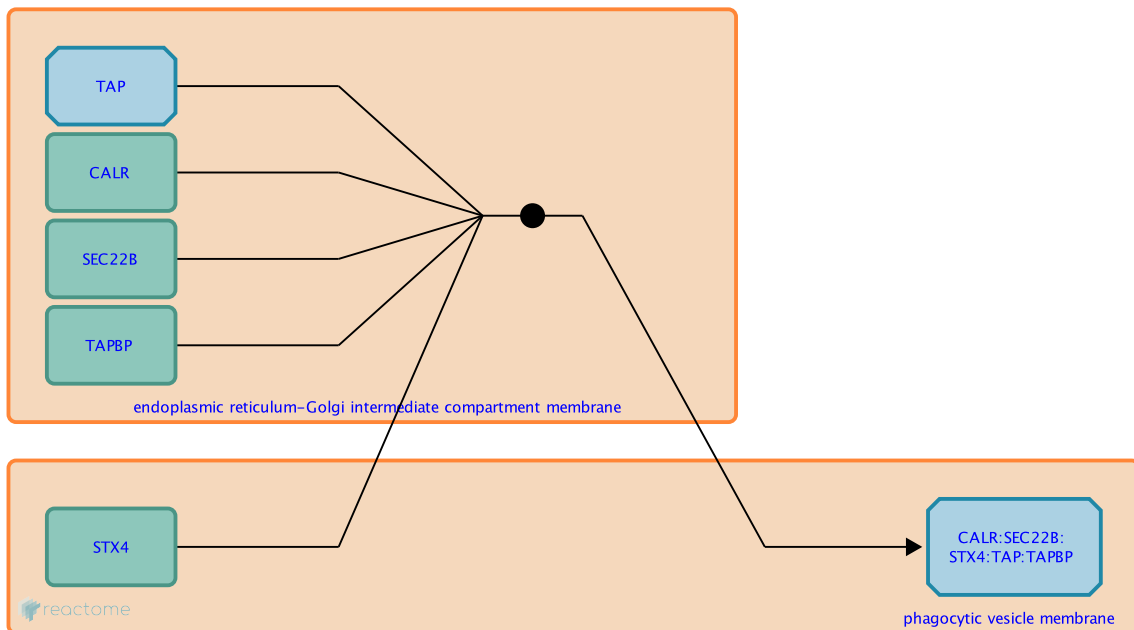 TAP
CALR
SEC22B
TAPBP
endoplasmic reticulum-Golgi intermediate compartment membrane
STX4
CALR:SEC22B:
STX4:TAP:TAPBP
reactome
phagocytic vesicle membrane